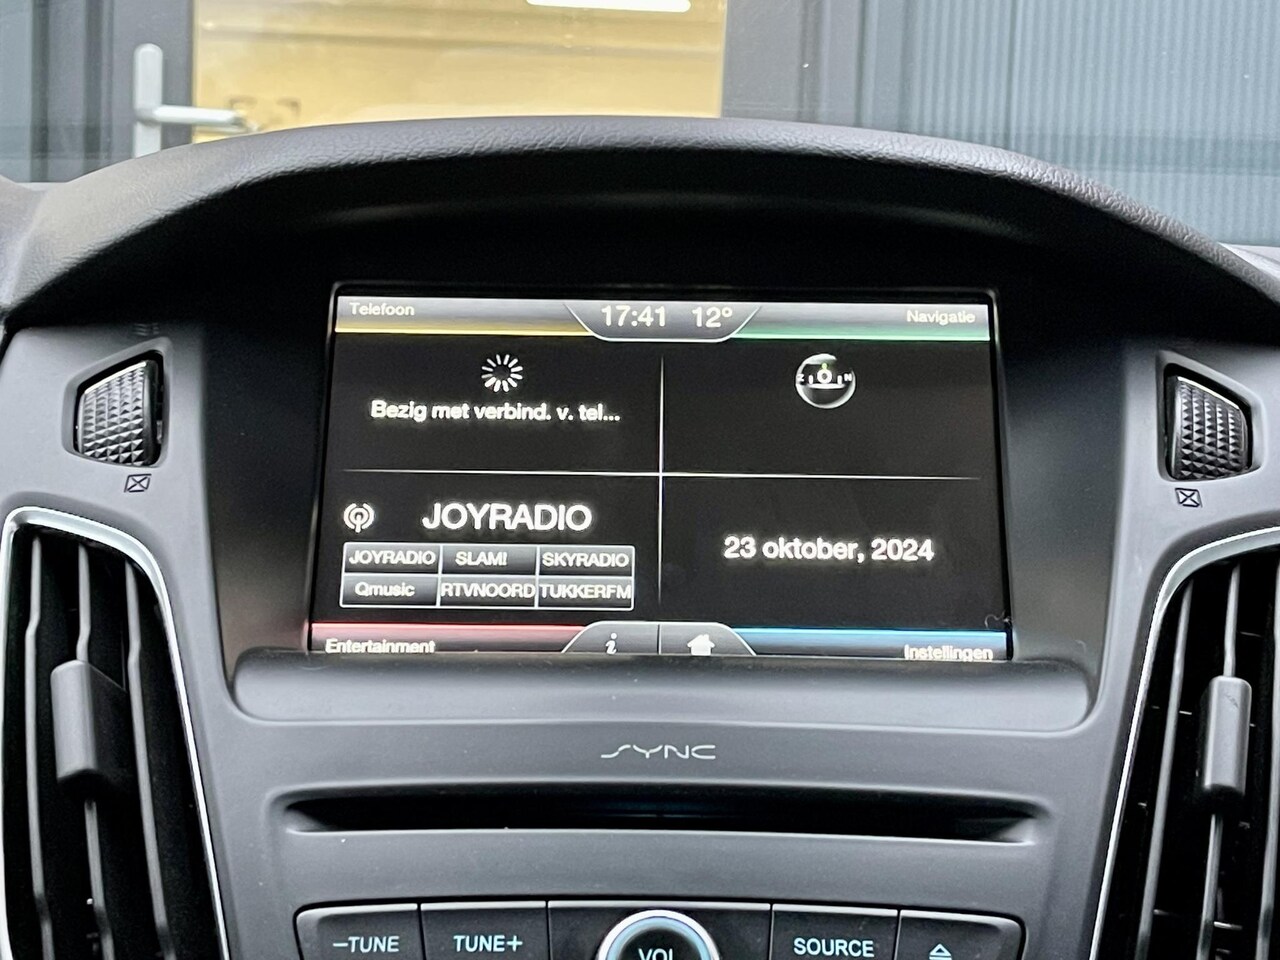 Telefoon
17:41 12°
Navigatie
Bezig met verbind. v. tel...
JOYRADIO
JOYRADIO SLAM! SKYRADIO
Qmusic RTVNOORD TUKKERFM
23 oktober, 2024
Entertainment
i
Instellingen
SYNC
−TUNE TUNE+ VOL SOURCE